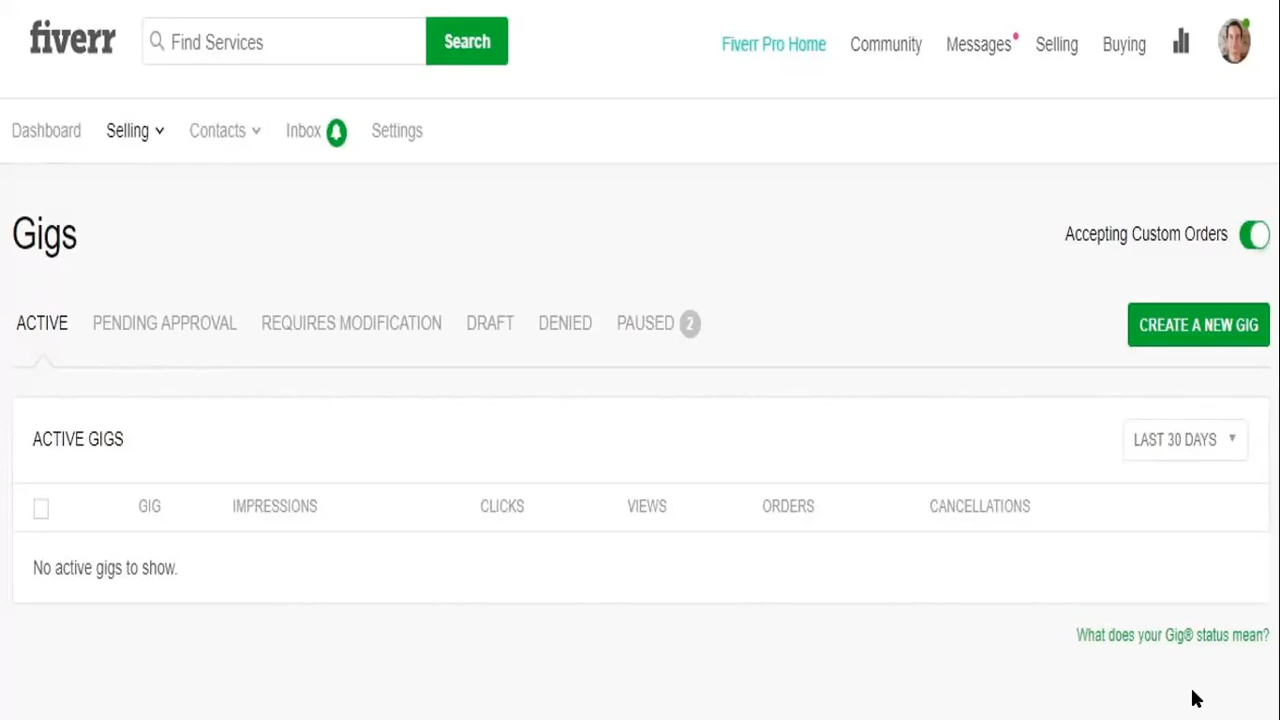 fiverr Find Services Search Fiverr Pro Home Community Messages Selling Buying
Dashboard Selling Contacts Inbox Settings
Gigs Accepting Custom Orders
ACTIVE PENDING APPROVAL REQUIRES MODIFICATION DRAFT DENIED PAUSED 2 CREATE A NEW GIG
ACTIVE GIGS LAST 30 DAYS
GIG IMPRESSIONS CLICKS VIEWS ORDERS CANCELLATIONS
No active gigs to show.
What does your Gig® status mean?